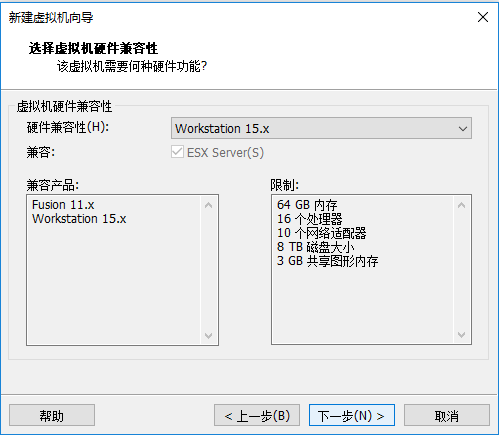 新建虚拟机向导
选择虚拟机硬件兼容性
该虚拟机需要何种硬件功能?
虚拟机硬件兼容性
硬件兼容性(H):
Workstation 15.x
兼容:
ESX Server(S)
兼容产品:
Fusion 11.x
Workstation 15.x
限制:
64 GB 内存
16 个处理器
10 个网络适配器
8 TB 磁盘大小
3 GB 共享图形内存
帮助
< 上一步(B)
下一步(N) >
取消